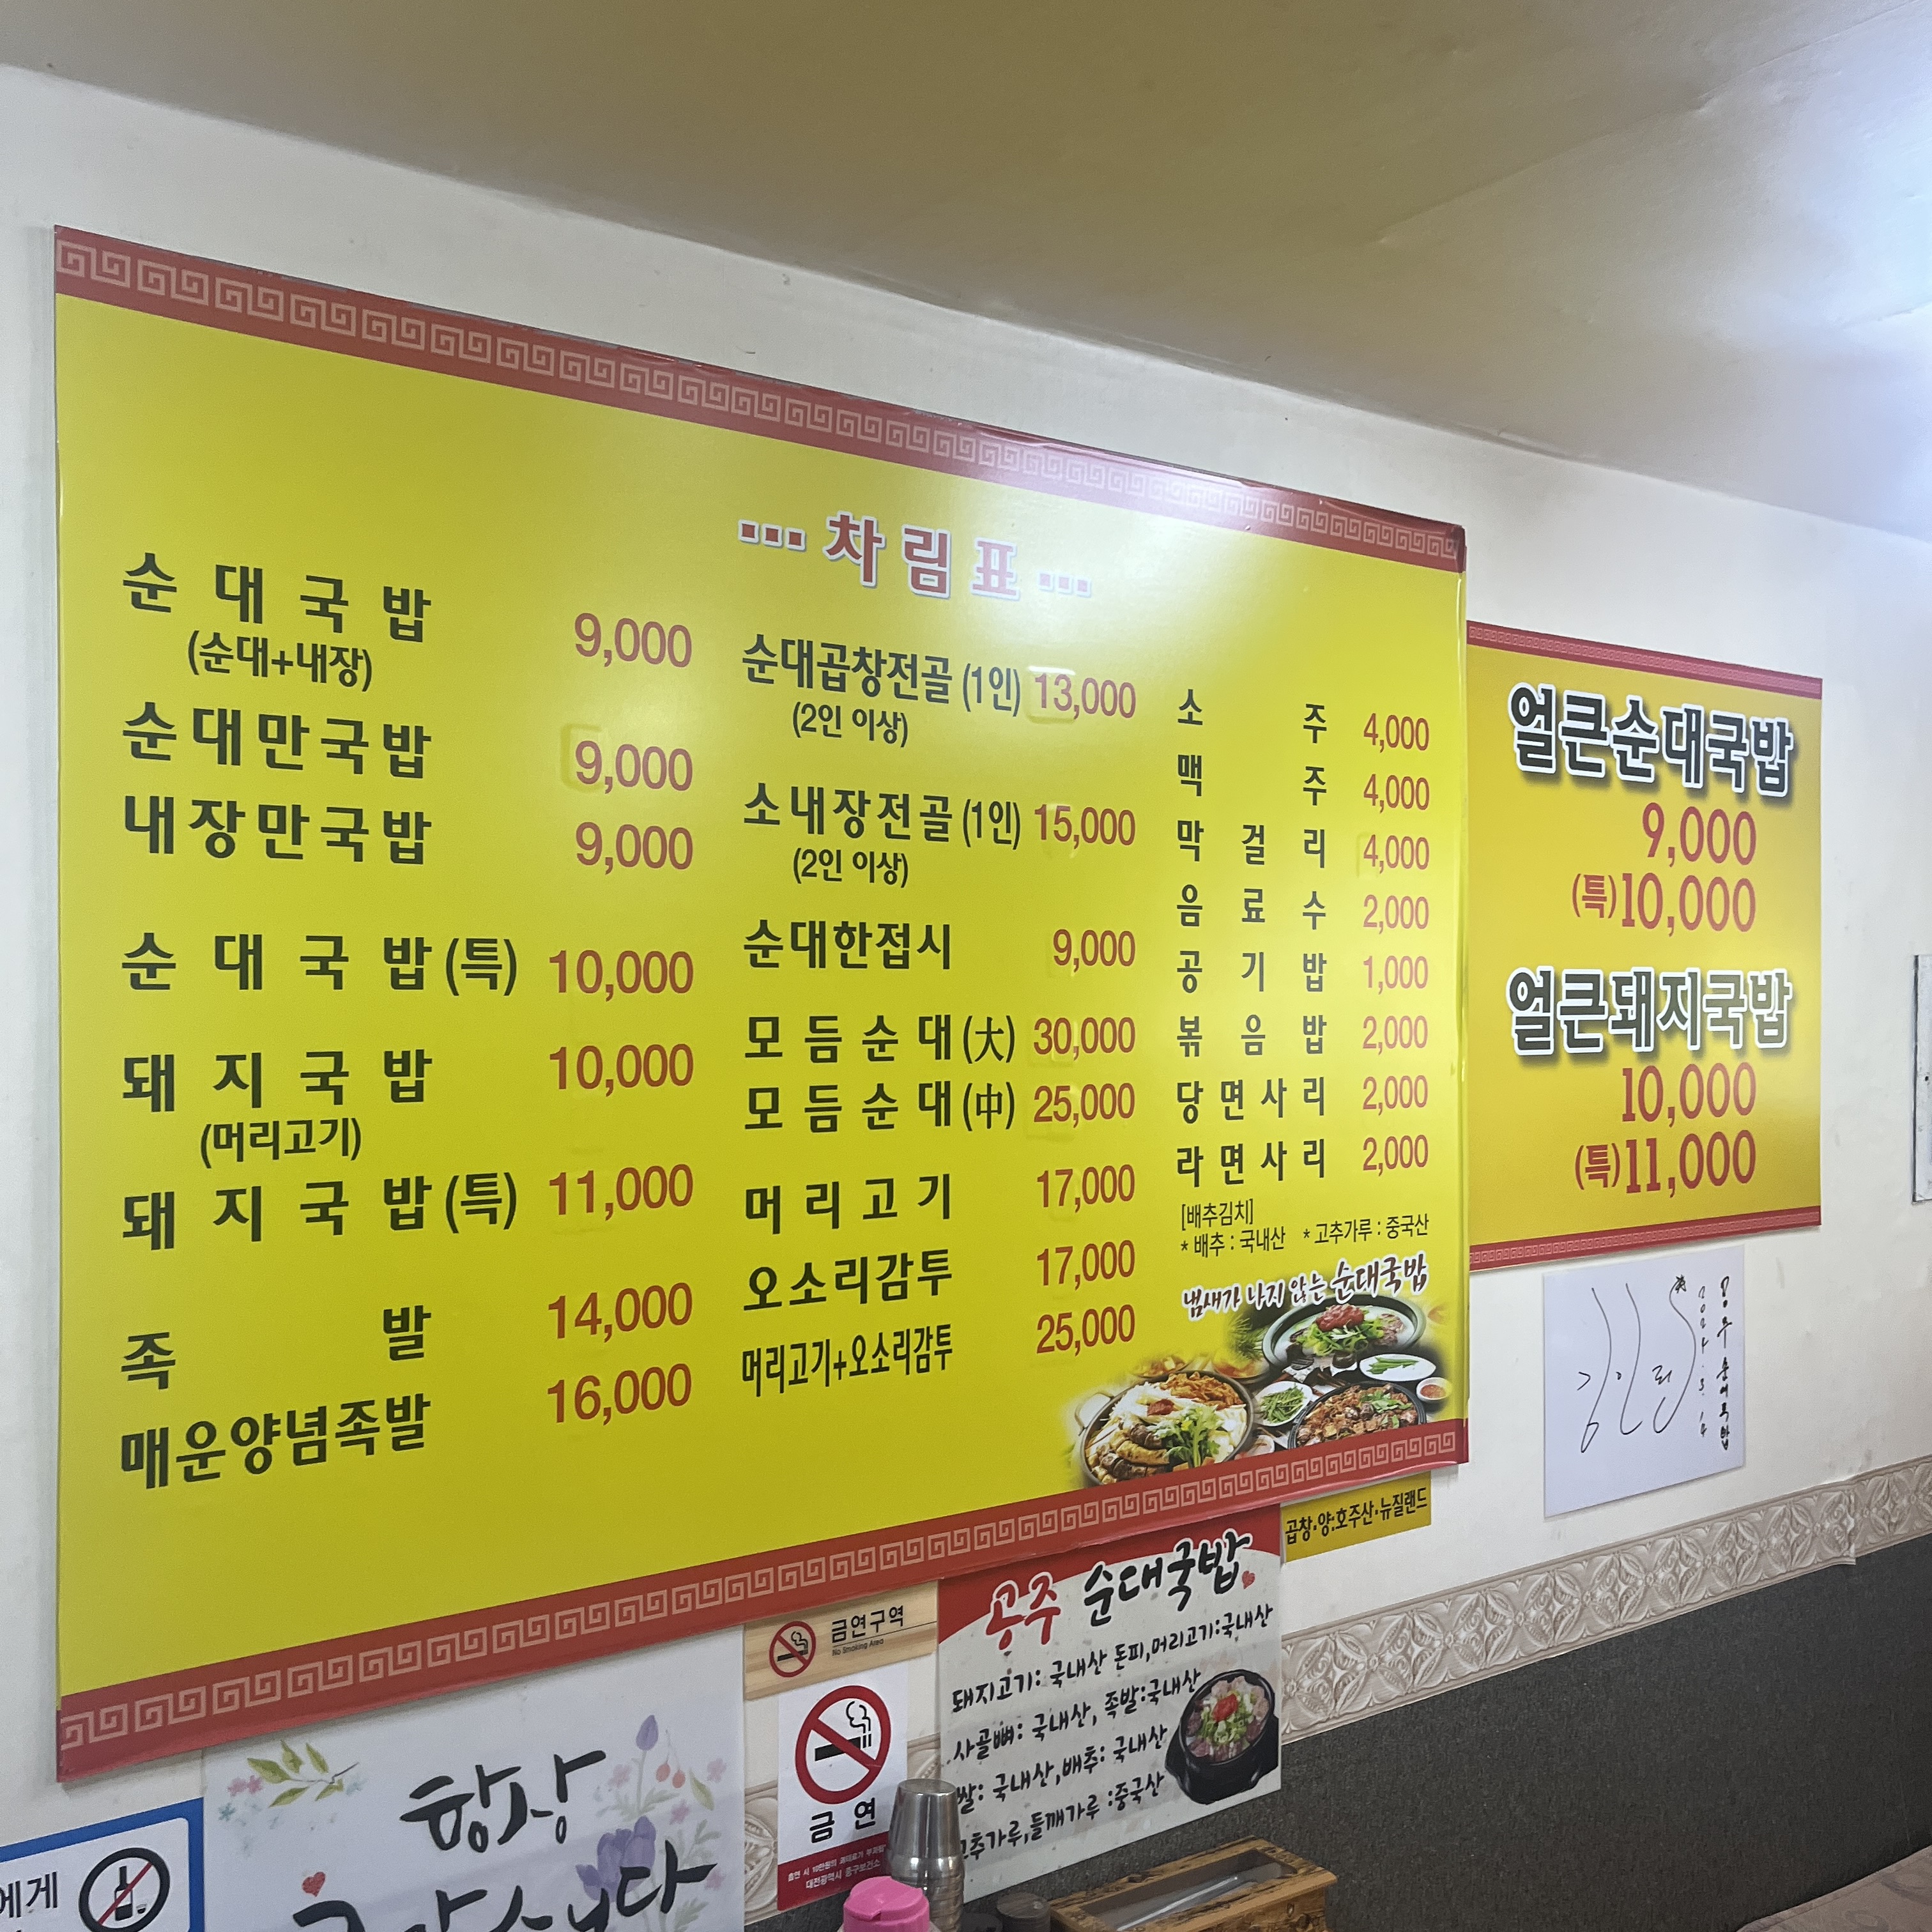 ··· 차림표 ···
순대국밥 9,000
(순대+내장)
순대만국밥 9,000
내장만국밥 9,000
순대국밥(특) 10,000
돼지국밥 10,000
(머리고기)
돼지국밥(특) 11,000
족발 14,000
매운양념족발 16,000
순대곱창전골 (1인) 13,000
(2인 이상)
소내장전골 (1인) 15,000
(2인 이상)
순대한접시 9,000
모듬순대(大) 30,000
모듬순대(中) 25,000
머리고기 17,000
오소리감투 17,000
머리고기+오소리감투 25,000
소주 4,000
맥주 4,000
막걸리 4,000
음료수 2,000
공기밥 1,000
볶음밥 2,000
당면사리 2,000
라면사리 2,000
[배추김치]
* 배추 : 국내산 * 고추가루 : 중국산
냄새가 나지 않는 순대국밥
얼큰순대국밥
9,000
(특)10,000
얼큰돼지국밥
10,000
(특)11,000
곱창·양:호주산·뉴질랜드
공주 순대국밥
돼지고기: 국내산 돈피,머리고기:국내산
사골뼈: 국내산, 족발:국내산
쌀: 국내산,배추: 국내산
고추가루,들깨가루 :중국산
금연구역
No Smoking Area
금연
대전광역시 중구보건소
항상
에게